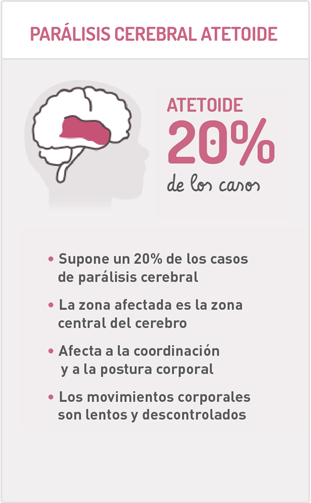 PARÁLISIS CEREBRAL ATETOIDE
ATETOIDE
20%
de los casos
• Supone un 20% de los casos
de parálisis cerebral
• La zona afectada es la zona
central del cerebro
• Afecta a la coordinación
y a la postura corporal
• Los movimientos corporales
son lentos y descontrolados